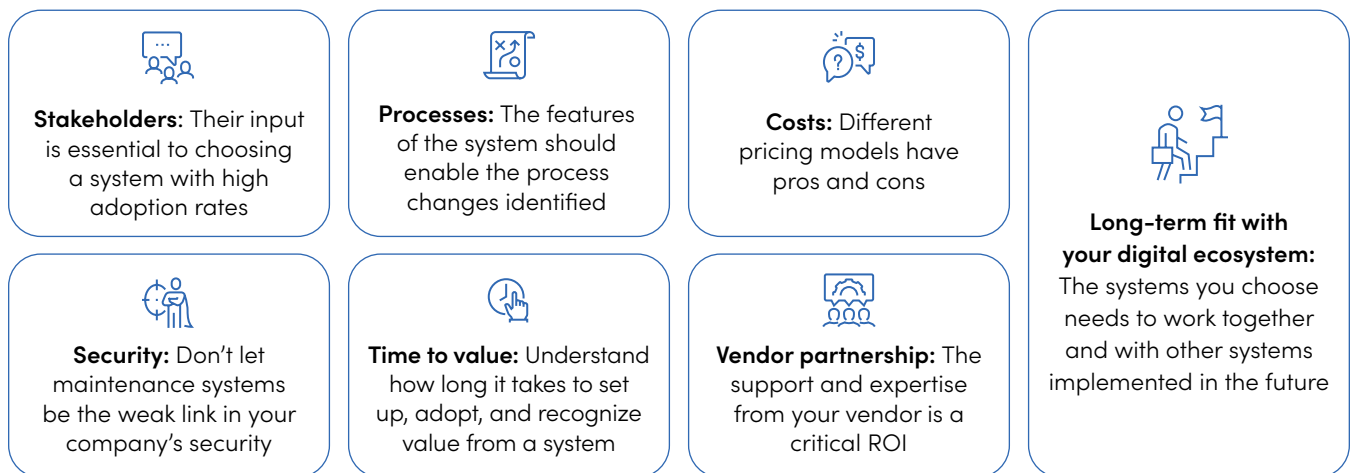 Stakeholders: Their input
is essential to choosing
a system with high
adoption rates
Processes: The features
of the system should
enable the process
changes identified
Costs: Different
pricing models have
pros and cons
Long-term fit with
your digital ecosystem:
The systems you choose
needs to work together
and with other systems
implemented in the future
Security: Don’t let
maintenance systems
be the weak link in your
company’s security
Time to value: Understand
how long it takes to set
up, adopt, and recognize
value from a system
Vendor partnership: The
support and expertise
from your vendor is a
critical ROI